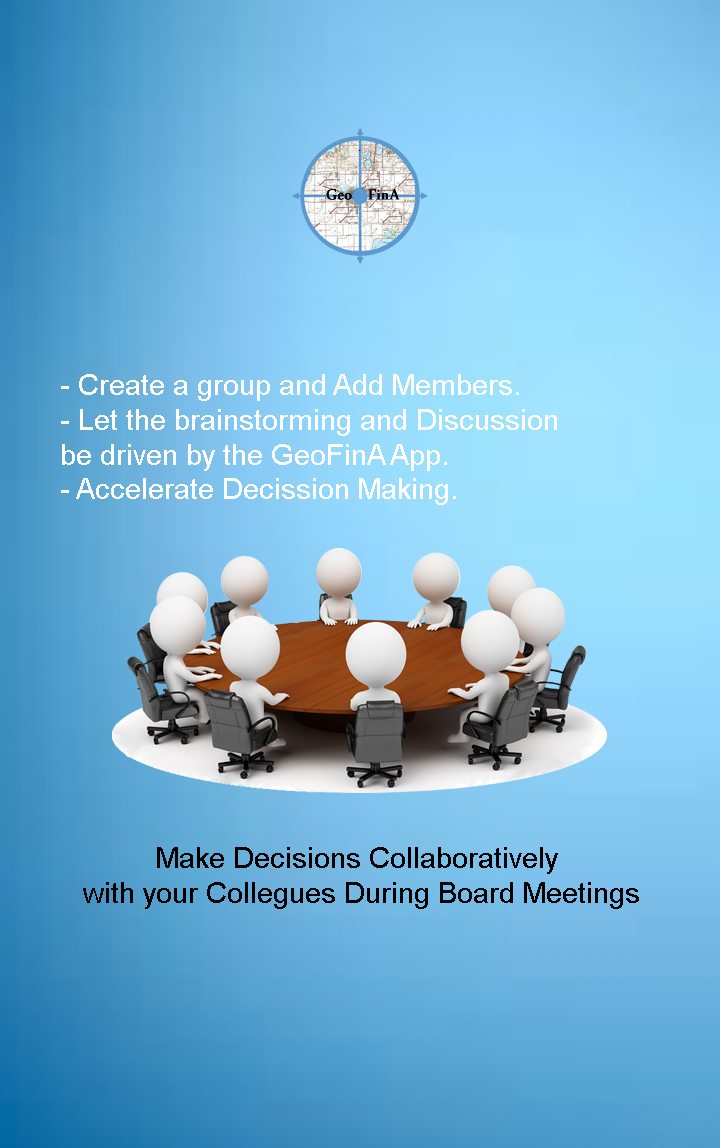 Geo FinA
- Create a group and Add Members.
- Let the brainstorming and Discussion
be driven by the GeoFinA App.
- Accelerate Decission Making.
Make Decisions Collaboratively
with your Collegues During Board Meetings